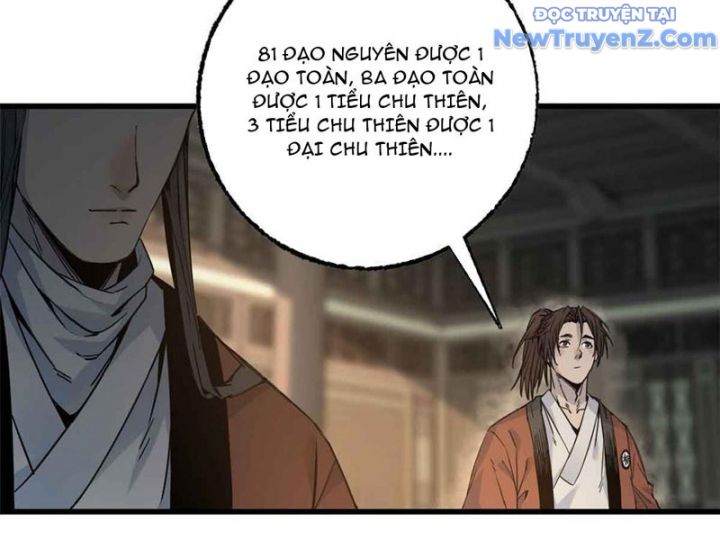 ĐỌC TRUYỆN TẠI
NewTruyenZ.com
81 ĐẠO NGUYÊN ĐƯỢC 1
ĐẠO TOÀN, BA ĐẠO TOÀN
ĐƯỢC 1 TIỂU CHU THIÊN,
3 TIỂU CHU THIÊN ĐƯỢC 1
ĐẠI CHU THIÊN....